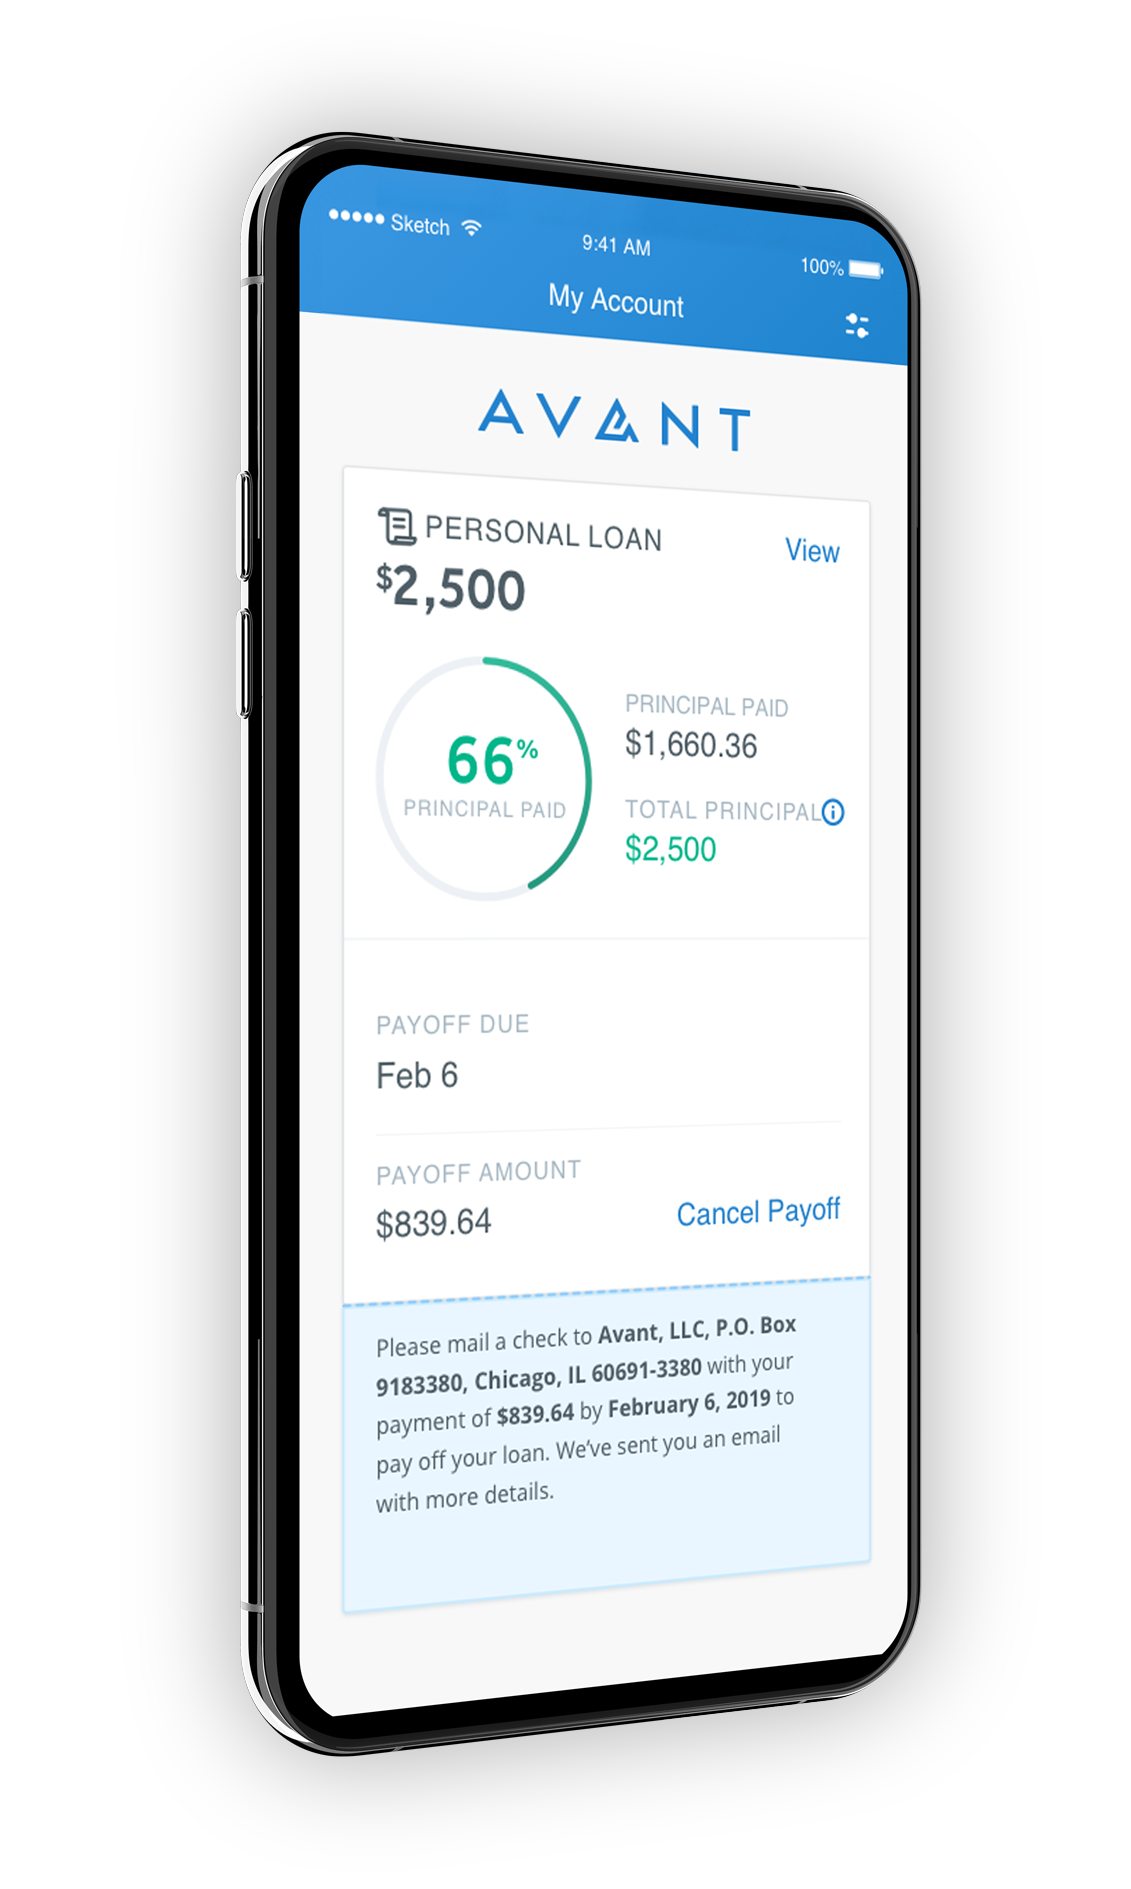 Sketch
9:41 AM
100%
My Account
AVANT
PERSONAL LOAN
View
$2,500
66%
PRINCIPAL PAID
PRINCIPAL PAID
$1,660.36
TOTAL PRINCIPAL
$2,500
PAYOFF DUE
Feb 6
PAYOFF AMOUNT
$839.64
Cancel Payoff
Please mail a check to Avant, LLC, P.O. Box
9183380, Chicago, IL 60691-3380 with your
payment of $839.64 by February 6, 2019 to
pay off your loan. We've sent you an email
with more details.